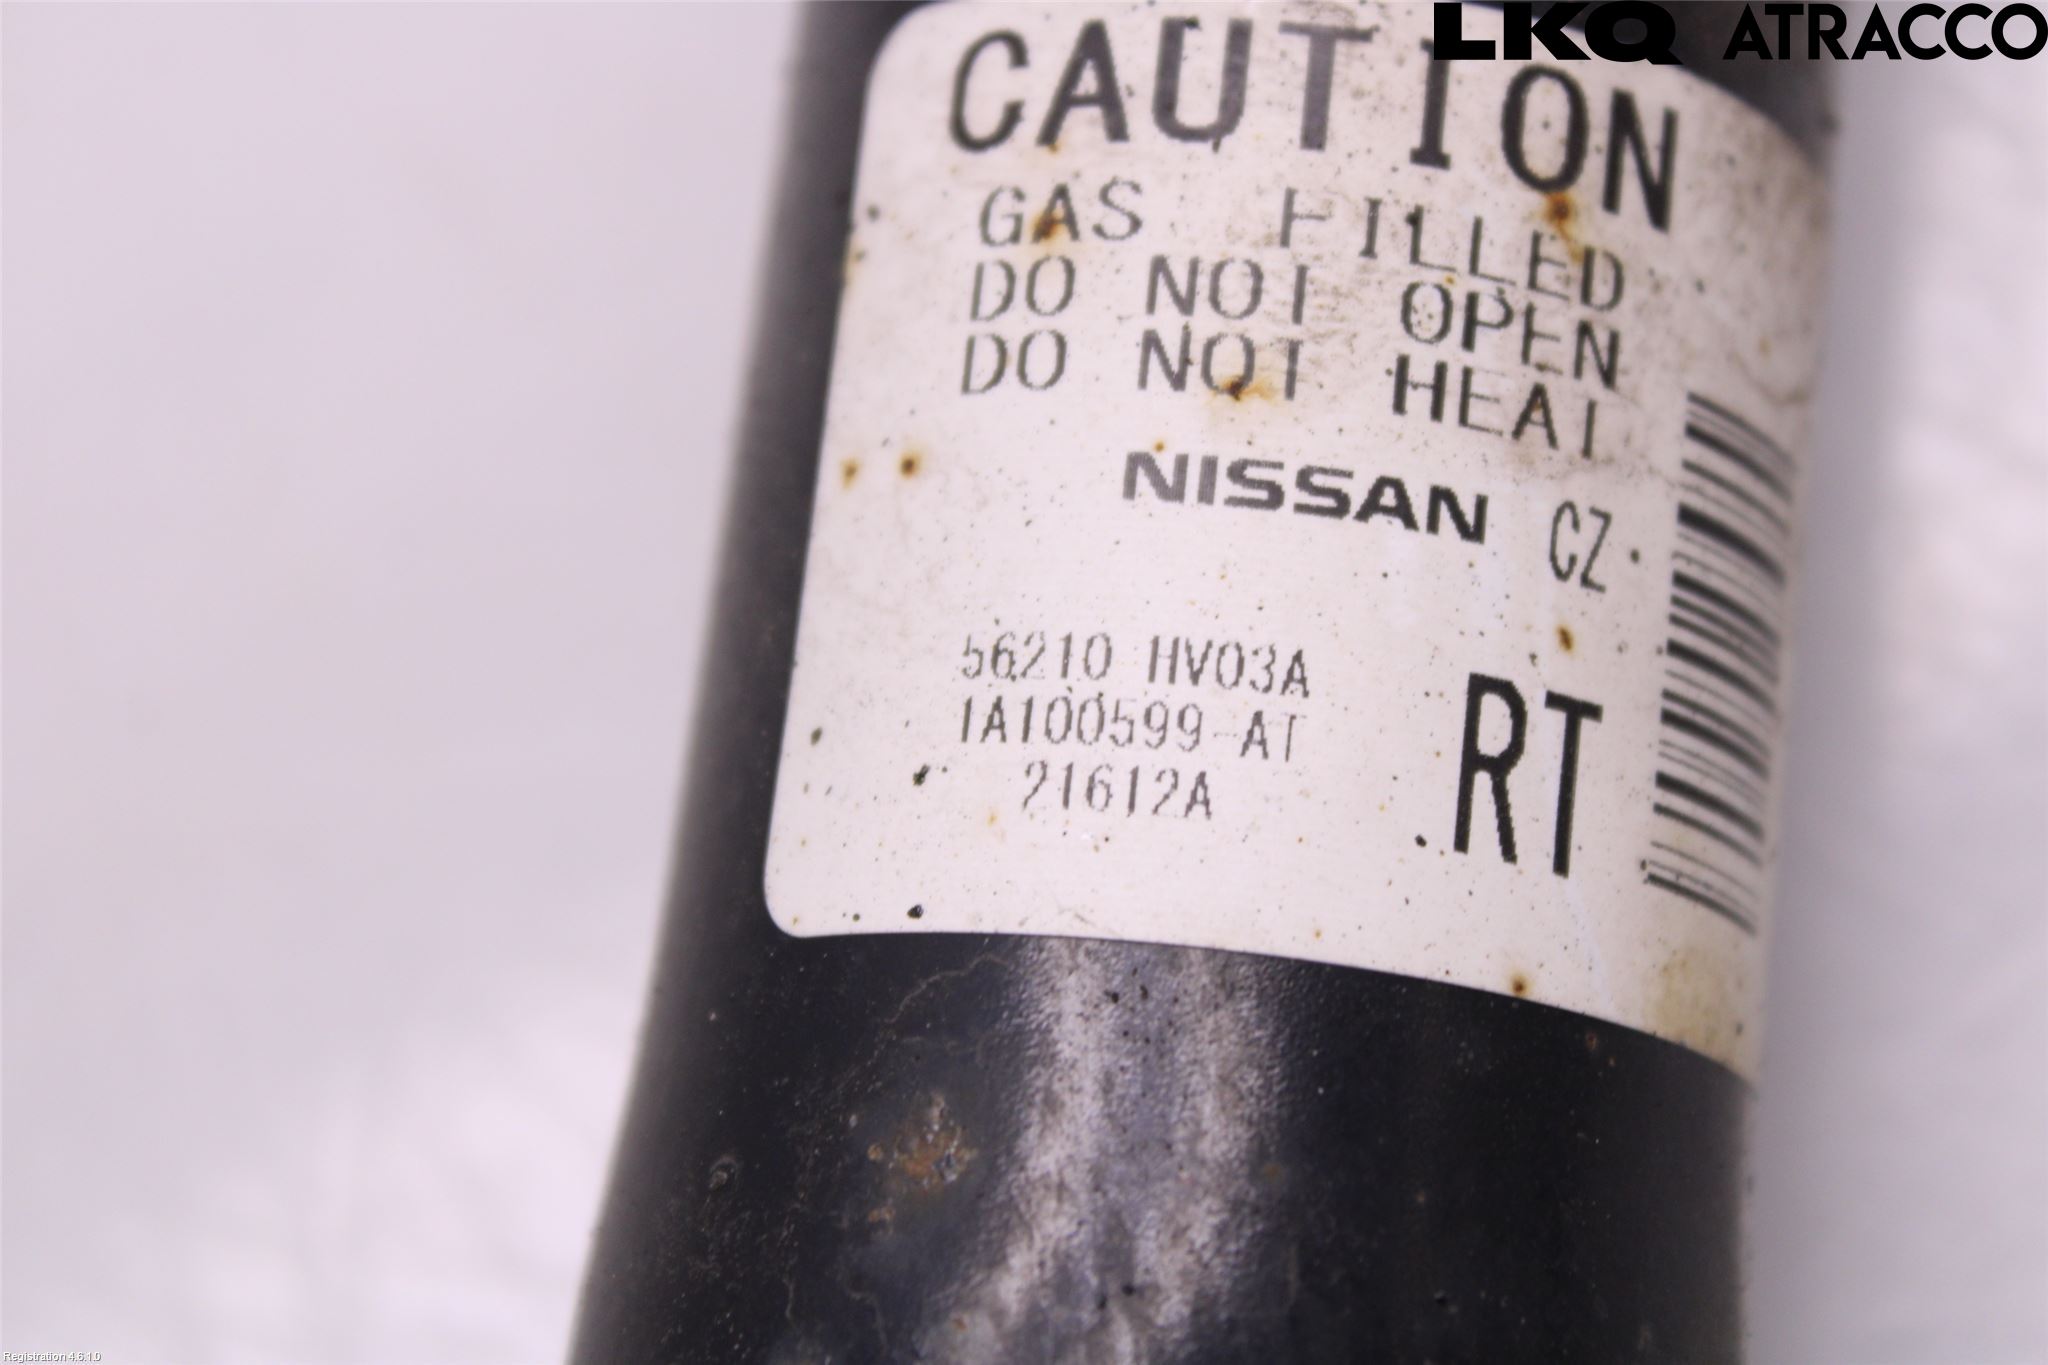 LKQ ATRACCO
CAUTION
GAS FILLED
DO NOT OPEN
DO NOT HEAT
NISSAN CZ
56210 HV03A
1A100599-AT
RT
21612A
Registration 4.6.1.0